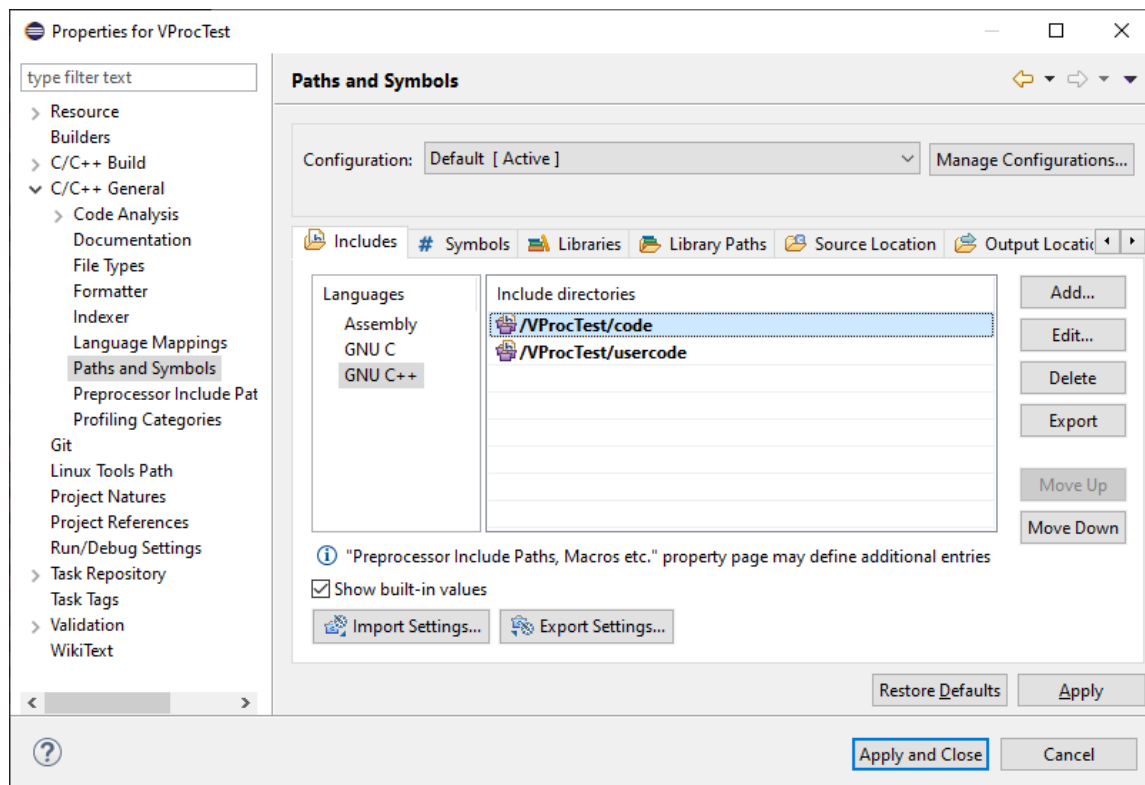 Properties for VProcTest
type filter text
Resource
Builders
C/C++ Build
C/C++ General
Code Analysis
Documentation
File Types
Formatter
Indexer
Language Mappings
Paths and Symbols
Preprocessor Include Pat
Profiling Categories
Git
Linux Tools Path
Project Natures
Project References
Run/Debug Settings
Task Repository
Task Tags
Validation
WikiText
Paths and Symbols
Configuration: Default [ Active ] Manage Configurations...
Includes # Symbols Libraries Library Paths Source Location Output Locatic
Languages
Assembly
GNU C
GNU C++
Include directories
/VProcTest/code
/VProcTest/usercode
Add...
Edit...
Delete
Export
Move Up
Move Down
"Preprocessor Include Paths, Macros etc." property page may define additional entries
Show built-in values
Import Settings... Export Settings...
Restore Defaults Apply
? Apply and Close Cancel